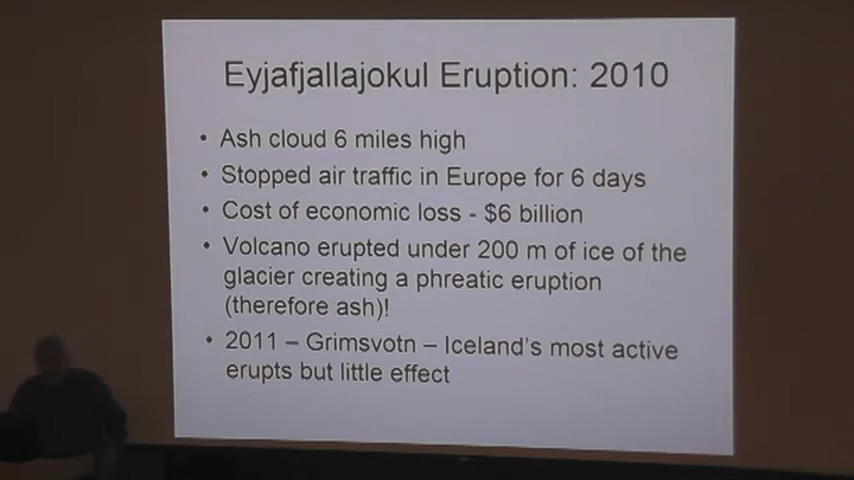 Eyjafjallajokul Eruption: 2010
• Ash cloud 6 miles high
• Stopped air traffic in Europe for 6 days
• Cost of economic loss - $6 billion
• Volcano erupted under 200 m of ice of the
glacier creating a phreatic eruption
(therefore ash)!
• 2011 – Grimsvotn – Iceland's most active
erupts but little effect